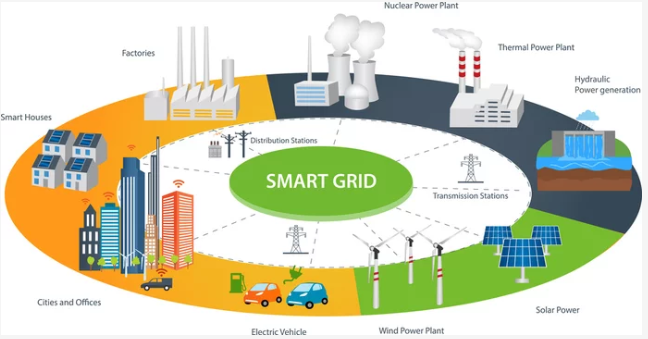 Nuclear Power Plant
Factories
Thermal Power Plant
Hydraulic
Power generation
Smart Houses
Distribution Stations
SMART GRID
Transmission Stations
Cities and Offices
Solar Power
Electric Vehicle
Wind Power Plant